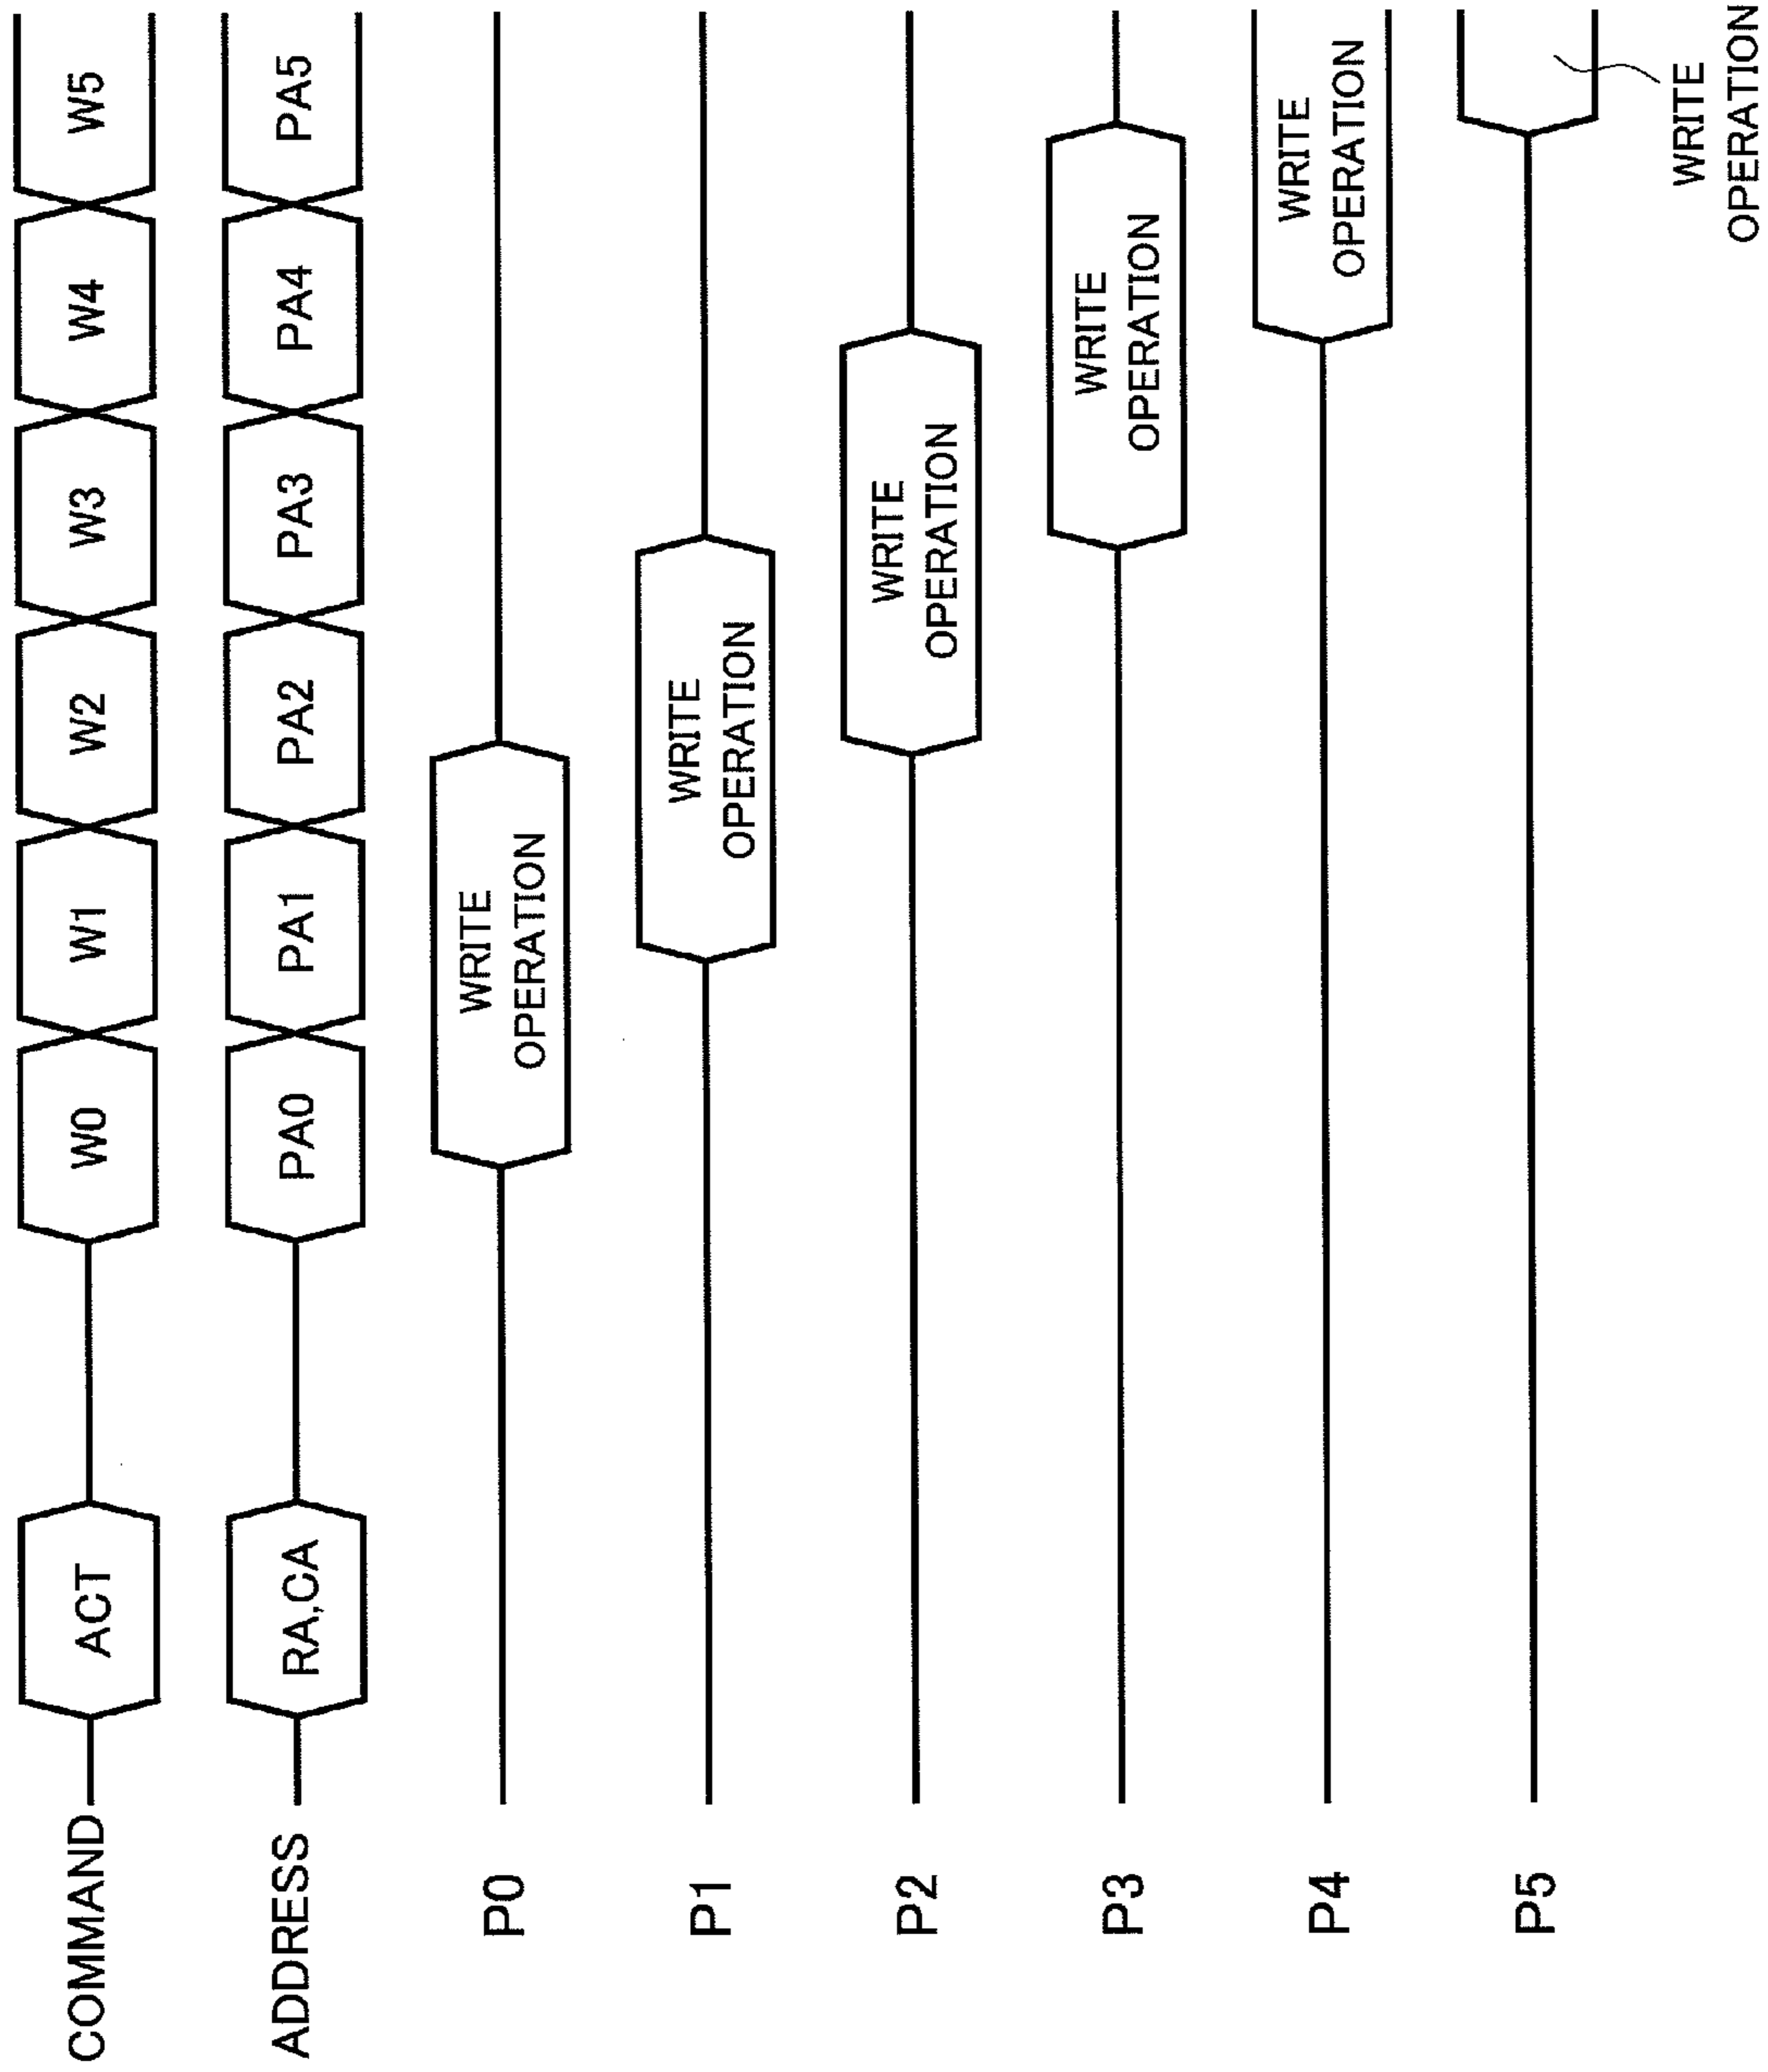 COMMAND
ACT
W0
W1
W2
W3
W4
W5
ADDRESS
RA,CA
PA0
PA1
PA2
PA3
PA4
PA5
P0
WRITE
OPERATION
P1
WRITE
OPERATION
P2
WRITE
OPERATION
P3
WRITE
OPERATION
P4
WRITE
OPERATION
P5
WRITE
OPERATION